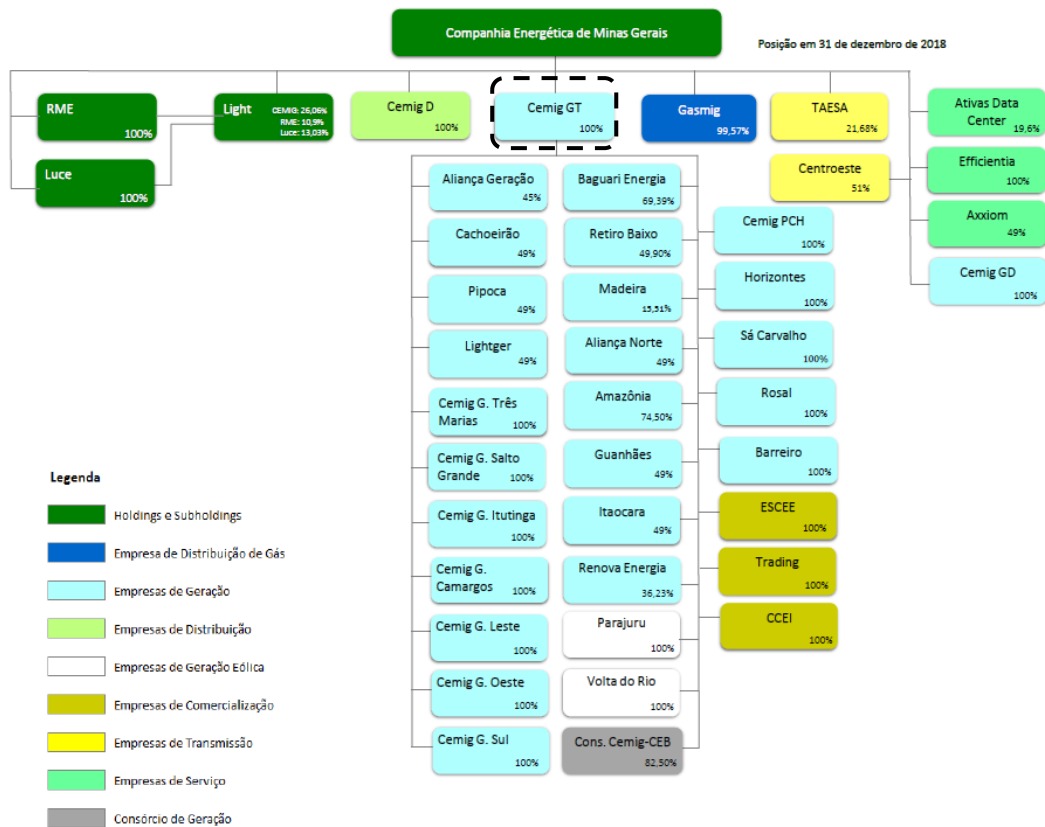 Companhia Energética de Minas Gerais
Posição em 31 de dezembro de 2018
RME
100%
Light
CEMIG: 26,06%
RME: 10,9%
Luce: 13,03%
Cemig D
100%
Cemig GT
100%
Gasmig
99,57%
TAESA
21,68%
Ativas Data
Center
19,6%
Luce
100%
Centroeste
51%
Efficientia
100%
Axxiom
49%
Cemig GD
100%
Aliança Geração
45%
Cachoeirão
49%
Pipoca
49%
Lightger
49%
Cemig G. Três
Marias 100%
Cemig G. Salto
Grande 100%
Cemig G. Itutinga
100%
Cemig G.
Camargos 100%
Cemig G. Leste
100%
Cemig G. Oeste
100%
Cemig G. Sul
100%
Baguari Energia
69,39%
Retiro Baixo
49,90%
Madeira
15,51%
Aliança Norte
49%
Amazônia
74,50%
Guanhães
49%
Itaocara
49%
Renova Energia
36,23%
Parajuru
100%
Volta do Rio
100%
Cons. Cemig-CEB
82,50%
Cemig PCH
100%
Horizontes
100%
Sá Carvalho
100%
Rosal
100%
Barreiro
100%
ESCEE
100%
Trading
100%
CCEI
100%
Legenda
Holdings e Subholdings
Empresa de Distribuição de Gás
Empresas de Geração
Empresas de Distribuição
Empresas de Geração Eólica
Empresas de Comercialização
Empresas de Transmissão
Empresas de Serviço
Consórcio de Geração